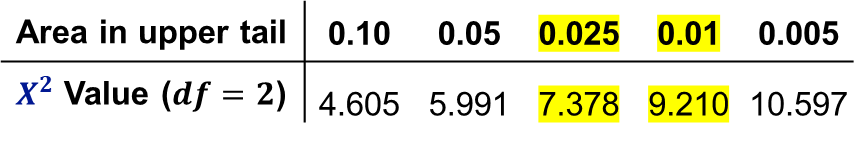 Area in upper tail 0.10 0.05 0.025 0.01 0.005
X² Value (df = 2) 4.605 5.991 7.378 9.210 10.597